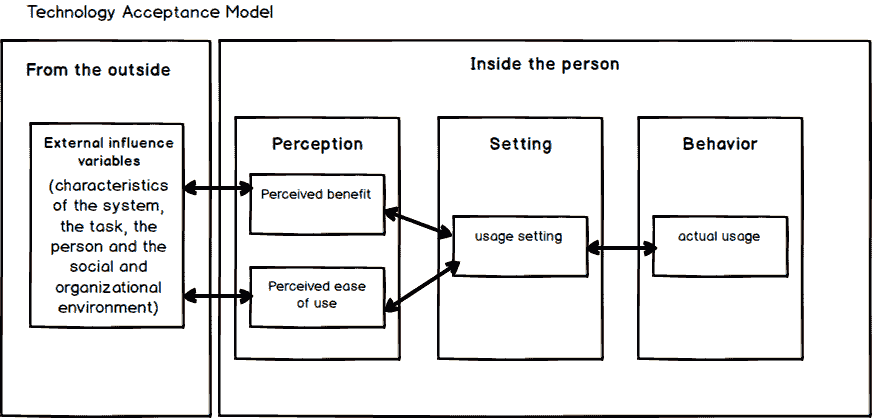 Technology Acceptance Model
From the outside
Inside the person
External influence
variables
(characteristics
of the system,
the task, the
person and the
social and
organizational
environment)
Perception
Perceived benefit
Perceived ease
of use
Setting
usage setting
Behavior
actual usage